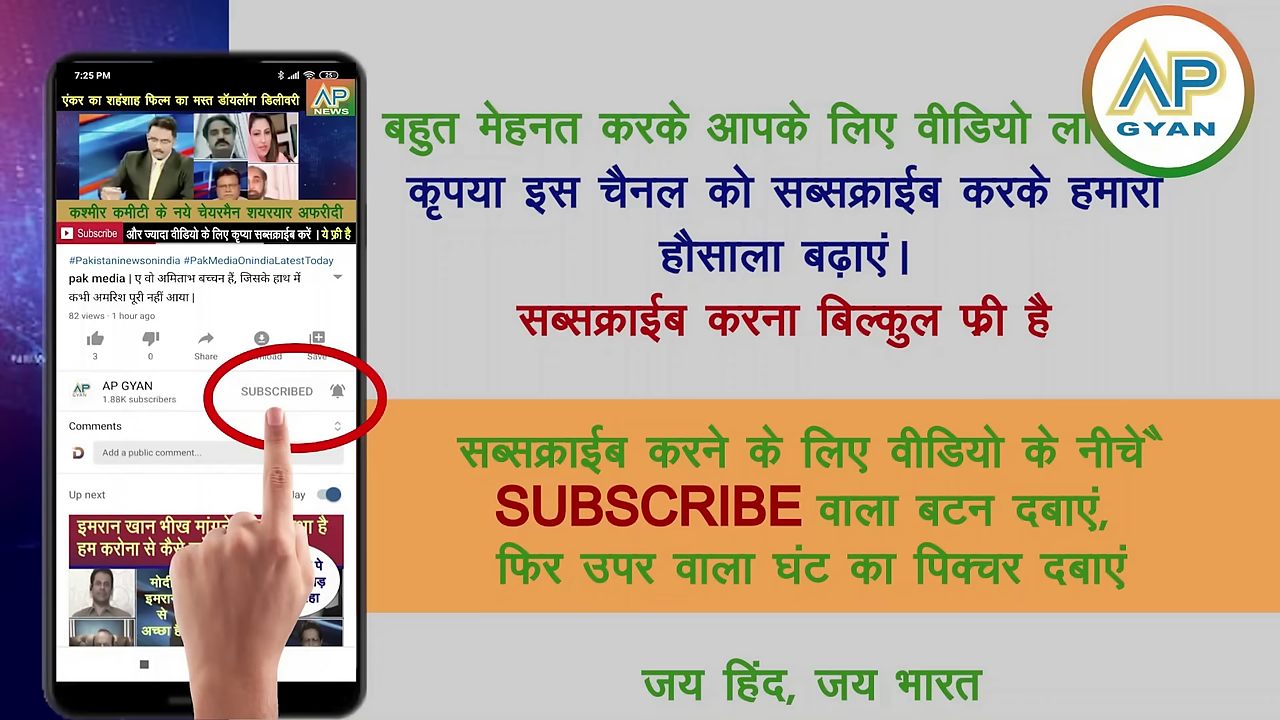 7:25 PM
25
एंकर का शहंशाह फिल्म का मस्त डॉयलॉग डिलीवरी
AP
NEWS
कश्मीर कमीटी के नये चेयरमैन शयरयार अफरीदी
Subscribe और ज्यादा वीडियो के लिए कृप्या सब्सक्राईब करें । ये फ्री है
#Pakistaninewsonindia #PakMediaOnindiaLatestToday
pak media | ए वो अमिताभ बच्चन हैं, जिसके हाथ में
कभी अमरिश पूरी नहीं आया |
82 views · 1 hour ago
3 0 Share Save
AP GYAN
1.88K subscribers
SUBSCRIBED
Comments
Add a public comment...
Up next
इमरान खान भीख मांगने है
हम करोना से कैसे
मोदी
से
अच्छा
AP
GYAN
बहुत मेहनत करके आपके लिए वीडियो
कृपया इस चैनल को सब्सक्राईब करके हमारा
हौसाला बढ़ाएं।
सब्सक्राईब करना बिल्कुल फ्री है
सब्सक्राईब करने के लिए वीडियो के नीचे
SUBSCRIBE वाला बटन दबाएं,
फिर उपर वाला घंट का पिक्चर दबाएं
जय हिंद, जय भारत